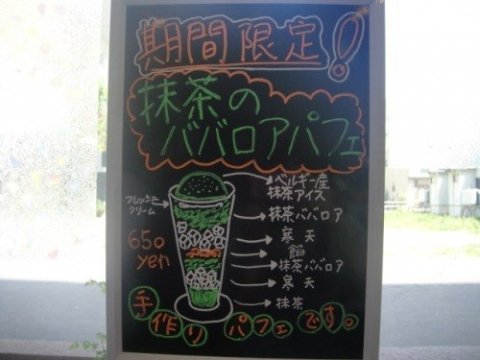 期間限定!
抹茶の
ババロアパフェ
ベルギー産
抹茶アイス
フレッシュ
クリーム
抹茶ババロア
650
yen
寒天
餡
抹茶ババロア
寒天
抹茶
手作りパフェです。